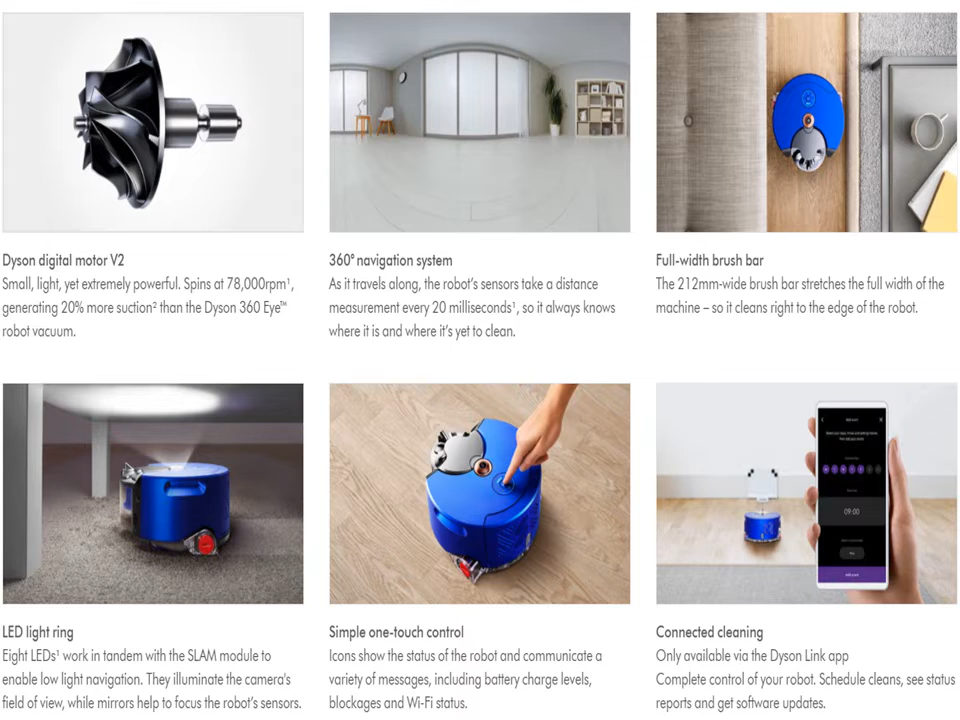 Dyson digital motor V2
Small, light, yet extremely powerful. Spins at 78,000rpm¹,
generating 20% more suction² than the Dyson 360 Eye™
robot vacuum.
360° navigation system
As it travels along, the robot's sensors take a distance
measurement every 20 milliseconds¹, so it always knows
where it is and where it's yet to clean.
Full-width brush bar
The 212mm-wide brush bar stretches the full width of the
machine – so it cleans right to the edge of the robot.
LED light ring
Eight LEDs¹ work in tandem with the SLAM module to
enable low light navigation. They illuminate the camera's
field of view, while mirrors help to focus the robot's sensors.
Simple one-touch control
Icons show the status of the robot and communicate a
variety of messages, including battery charge levels,
blockages and Wi-Fi status.
09:00
Connected cleaning
Only available via the Dyson Link app
Complete control of your robot. Schedule cleans, see status
reports and get software updates.